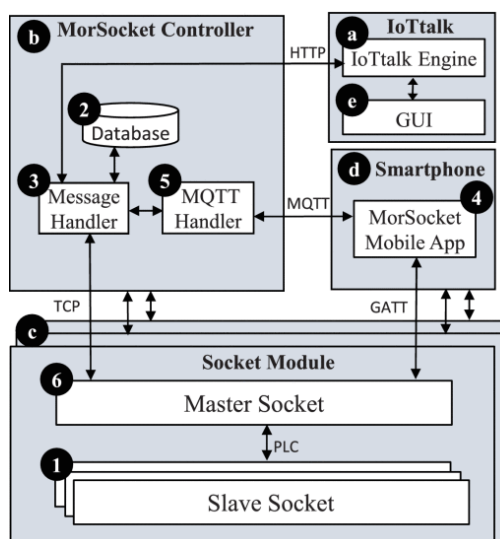 b MorSocket Controller
2
Database
3
Message
Handler
5
MQTT
Handler
HTTP
IoTtalk
a
IoTtalk Engine
e
GUI
MQTT
d Smartphone
4
MorSocket
Mobile App
TCP
GATT
c
Socket Module
6
Master Socket
PLC
1
Slave Socket